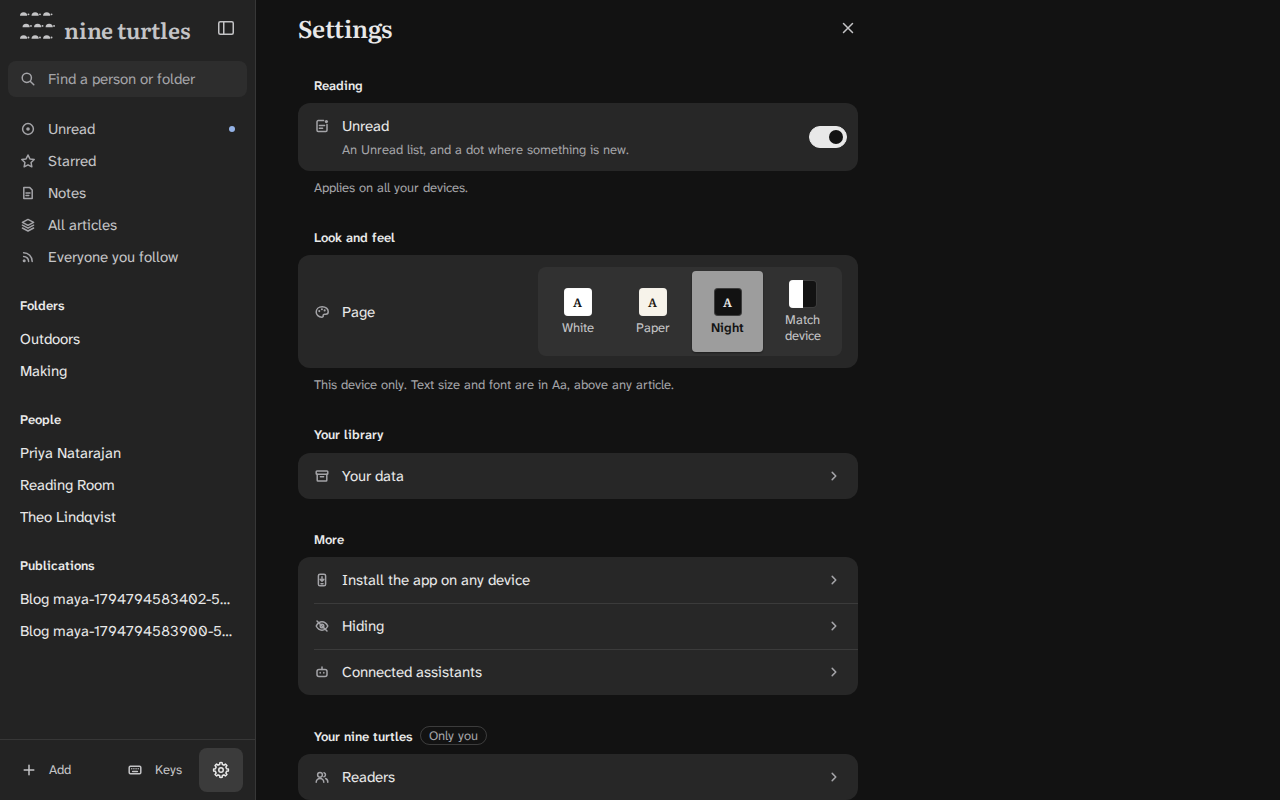 nine turtles
Find a person or folder
Unread
Starred
Notes
All articles
Everyone you follow
Folders
Outdoors
Making
People
Priya Natarajan
Reading Room
Theo Lindqvist
Publications
Blog maya-1794794583402-5...
Blog maya-1794794583900-5...
Add
Keys
Settings
Reading
Unread
An Unread list, and a dot where something is new.
Applies on all your devices.
Look and feel
Page
A
White
A
Paper
A
Night
Match
device
This device only. Text size and font are in Aa, above any article.
Your library
Your data
More
Install the app on any device
Hiding
Connected assistants
Your nine turtles
Only you
Readers